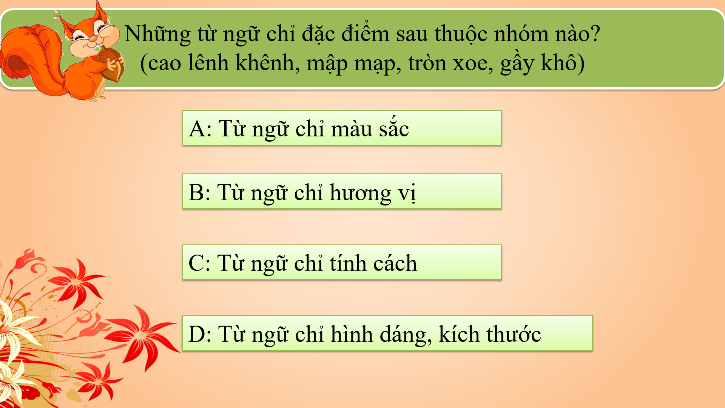 Những từ ngữ chỉ đặc điểm sau thuộc nhóm nào?
(cao lênh khênh, mập mạp, tròn xoe, gầy khô)
A: Từ ngữ chỉ màu sắc
B: Từ ngữ chỉ hương vị
C: Từ ngữ chỉ tính cách
D: Từ ngữ chỉ hình dáng, kích thước